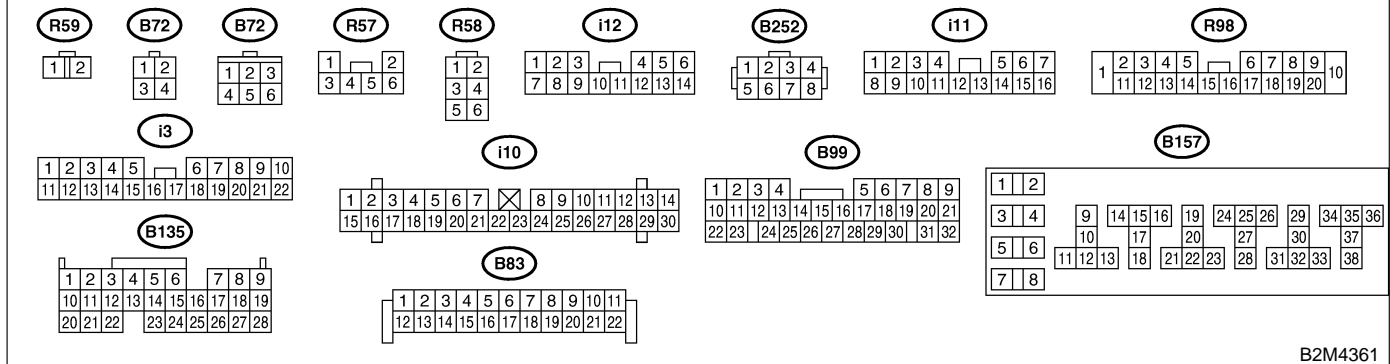 R59 B72 B72 R57 R58 i12 B252 i11 R98
1 2
1 2
3 4
1 2 3
4 5 6
1 2
3 4 5 6
1 2
3 4
5 6
1 2 3 4 5 6
7 8 9 10 11 12 13 14
1 2 3 4
5 6 7 8
1 2 3 4 5 6 7
8 9 10 11 12 13 14 15 16
1 2 3 4 5 6 7 8 9 10
11 12 13 14 15 16 17 18 19 20
i3
1 2 3 4 5 6 7 8 9 10
11 12 13 14 15 16 17 18 19 20 21 22
i10
1 2 3 4 5 6 7 8 9 10 11 12 13 14
15 16 17 18 19 20 21 22 23 24 25 26 27 28 29 30
B99
1 2 3 4 5 6 7 8 9
10 11 12 13 14 15 16 17 18 19 20 21
22 23 24 25 26 27 28 29 30 31 32
B157
1 2
3 4 9 14 15 16 19 24 25 26 29 34 35 36
10 17 20 27 30 37
5 6 11 12 13 18 21 22 23 28 31 32 33 38
7 8
B135
1 2 3 4 5 6 7 8 9
10 11 12 13 14 15 16 17 18 19
20 21 22 23 24 25 26 27 28
B83
1 2 3 4 5 6 7 8 9 10 11
12 13 14 15 16 17 18 19 20 21 22
B2M4361